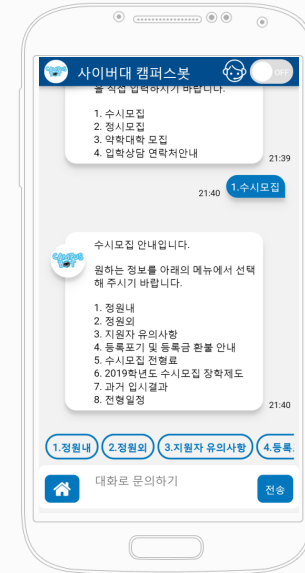 사이버대 캠퍼스봇
OFF
을 직접 입력하시기 바랍니다.
1. 수시모집
2. 정시모집
3. 약학대학 모집
4. 입학상담 연락처안내
21:39
21:40
1.수시모집
CAMPUS
수시모집 안내입니다.
원하는 정보를 아래의 메뉴에서 선택
해 주시기 바랍니다.
1. 정원내
2. 정원외
3. 지원자 유의사항
4. 등록포기 및 등록금 환불 안내
5. 수시모집 전형료
6. 2019학년도 수시모집 장학제도
7. 과거 입시결과
8. 전형일정
21:40
1.정원내
2.정원외
3.지원자 유의사항
4.등록
대화로 문의하기
전송